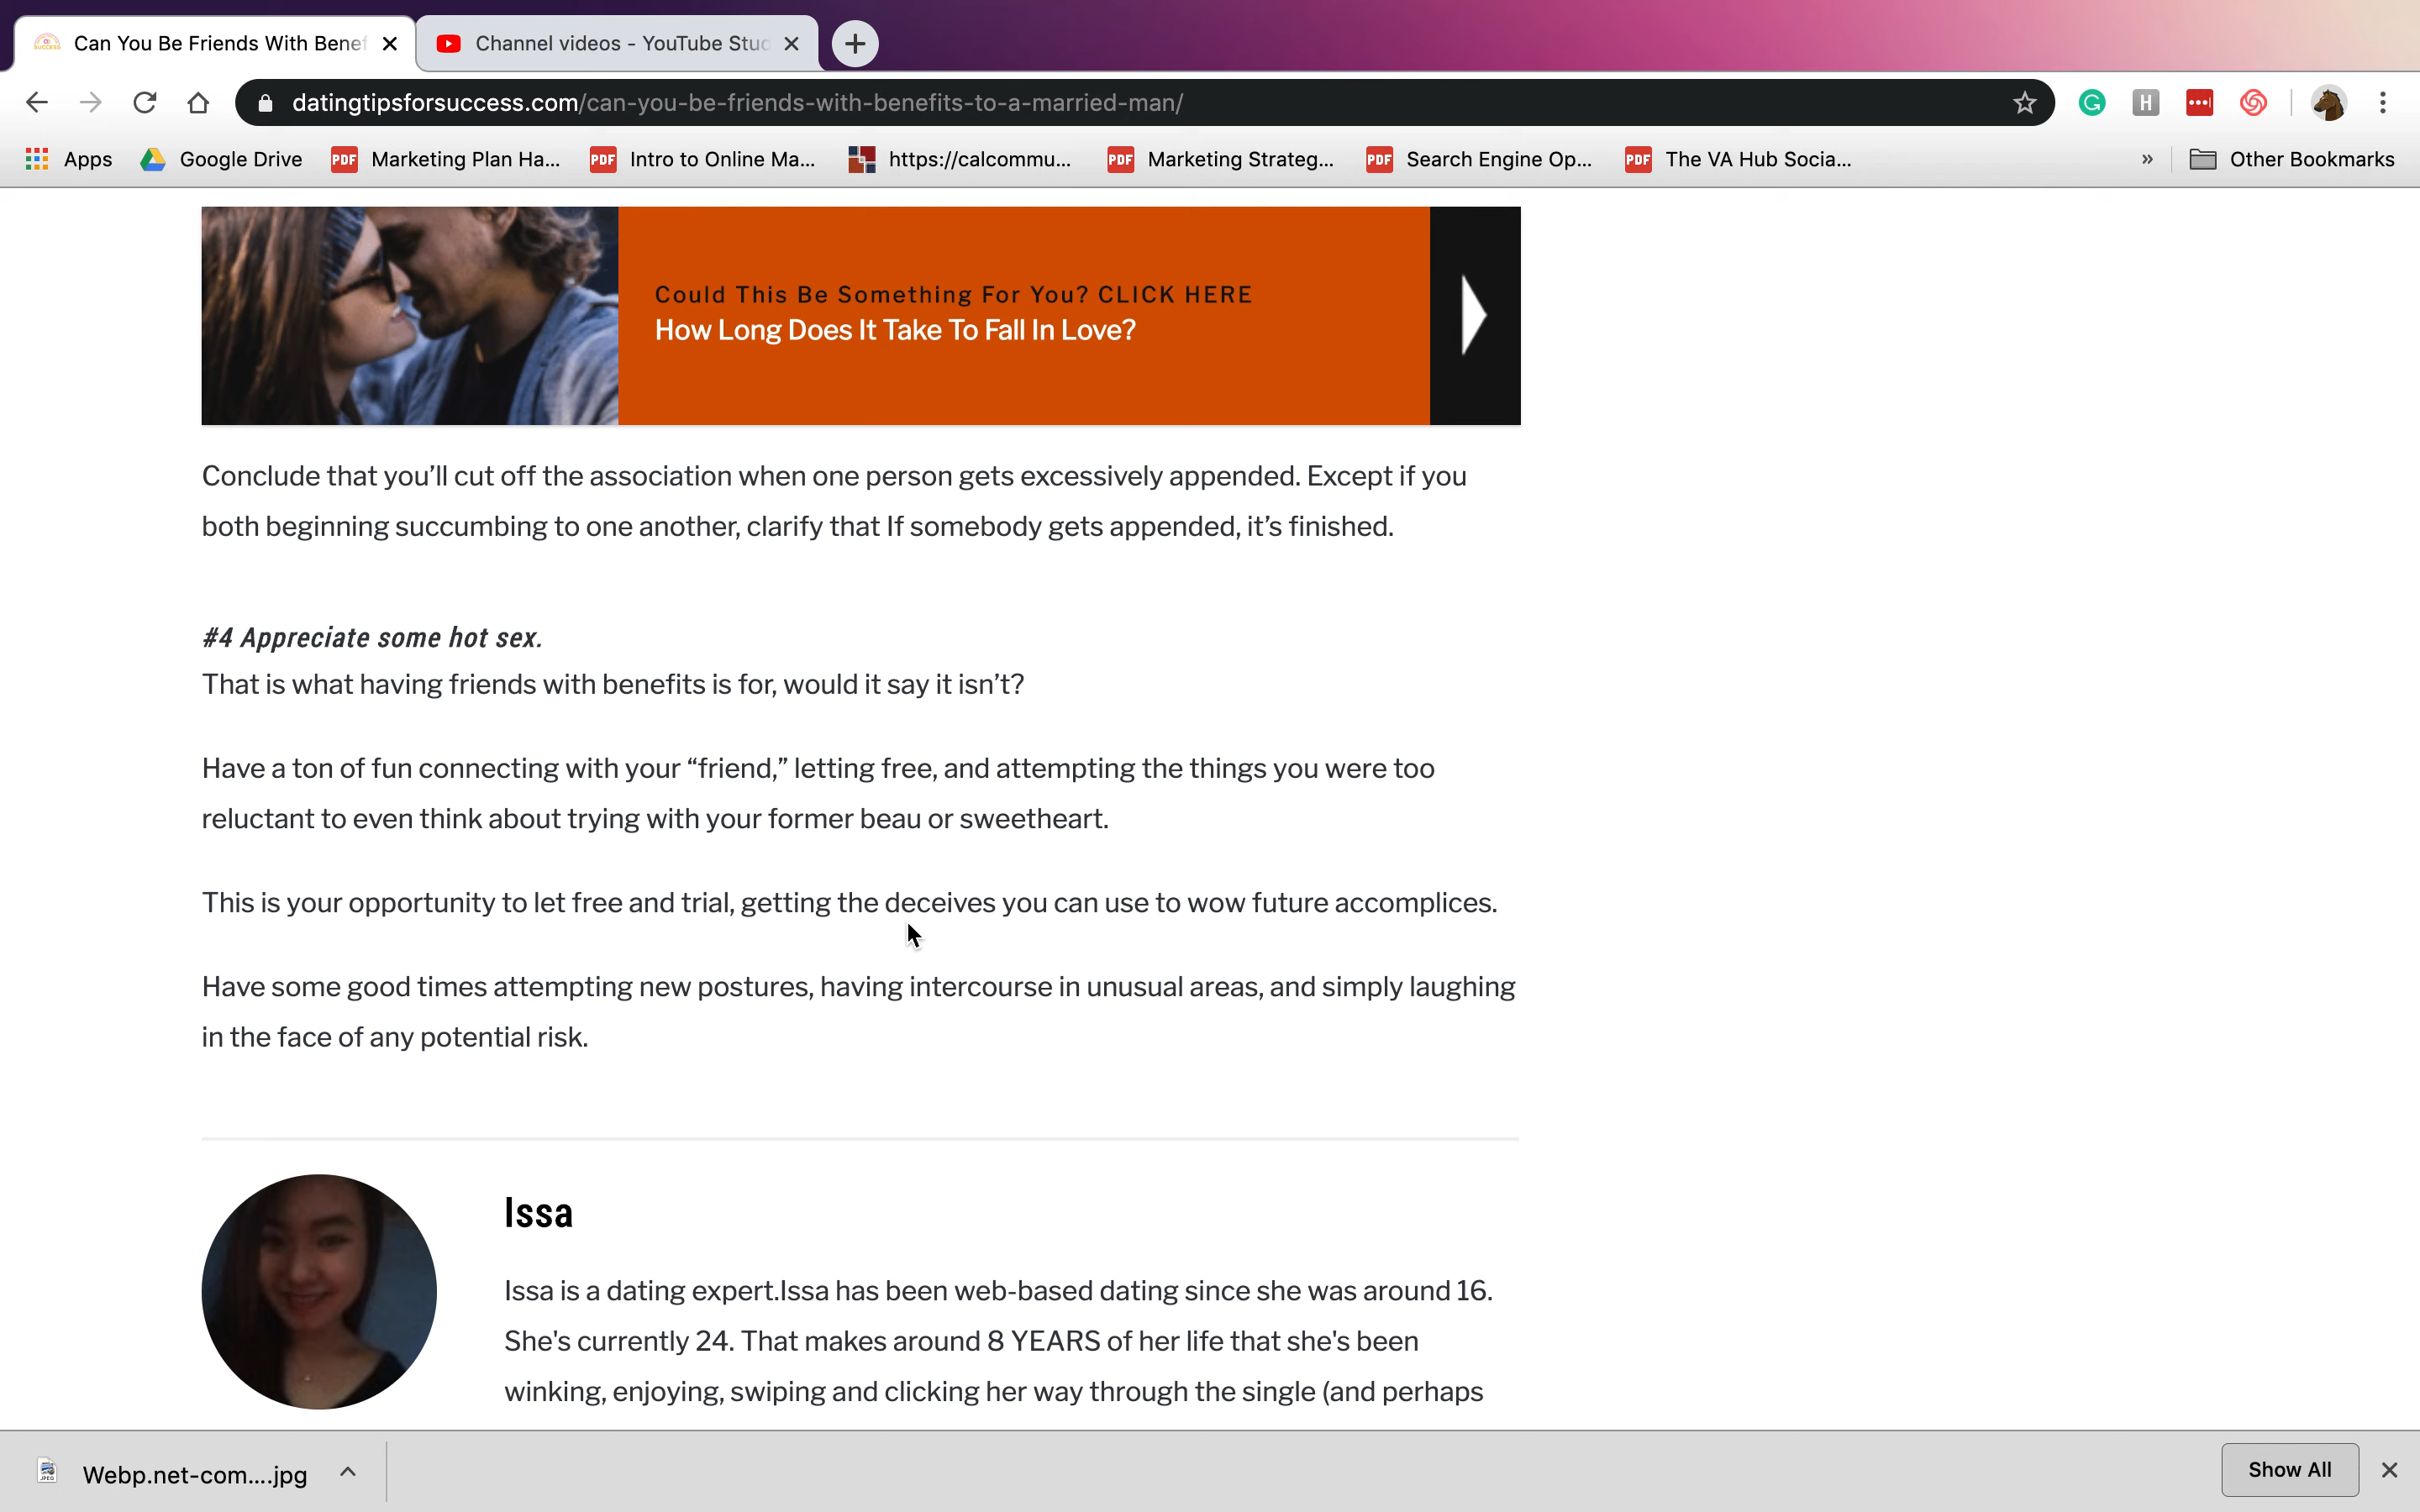 Can You Be Friends With Benef
Channel videos - YouTube Stud
datingtipsforsuccess.com/can-you-be-friends-with-benefits-to-a-married-man/
Apps
Google Drive
PDF Marketing Plan Ha...
PDF Intro to Online Ma...
https://calcommu...
PDF Marketing Strateg...
PDF Search Engine Op...
PDF The VA Hub Socia...
»
Other Bookmarks
Could This Be Something For You? CLICK HERE
How Long Does It Take To Fall In Love?
Conclude that you’ll cut off the association when one person gets excessively appended. Except if you
both beginning succumbing to one another, clarify that If somebody gets appended, it’s finished.
#4 Appreciate some hot sex.
That is what having friends with benefits is for, would it say it isn’t?
Have a ton of fun connecting with your “friend,” letting free, and attempting the things you were too
reluctant to even think about trying with your former beau or sweetheart.
This is your opportunity to let free and trial, getting the deceives you can use to wow future accomplices.
Have some good times attempting new postures, having intercourse in unusual areas, and simply laughing
in the face of any potential risk.
Issa
Issa is a dating expert.Issa has been web-based dating since she was around 16.
She's currently 24. That makes around 8 YEARS of her life that she's been
winking, enjoying, swiping and clicking her way through the single (and perhaps
JPEG
Webp.net-com....jpg
Show All